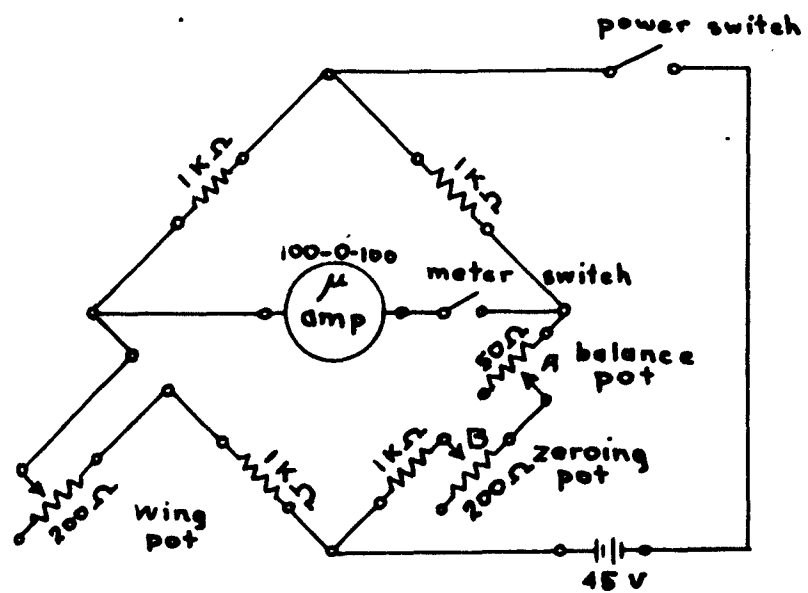 power switch
1KΩ
1KΩ
100-0-100
μ
amp
meter switch
50Ω
A balance
pot
1KΩ
1KΩ
B
zeroing
pot
200Ω
200Ω
wing
pot
45 V